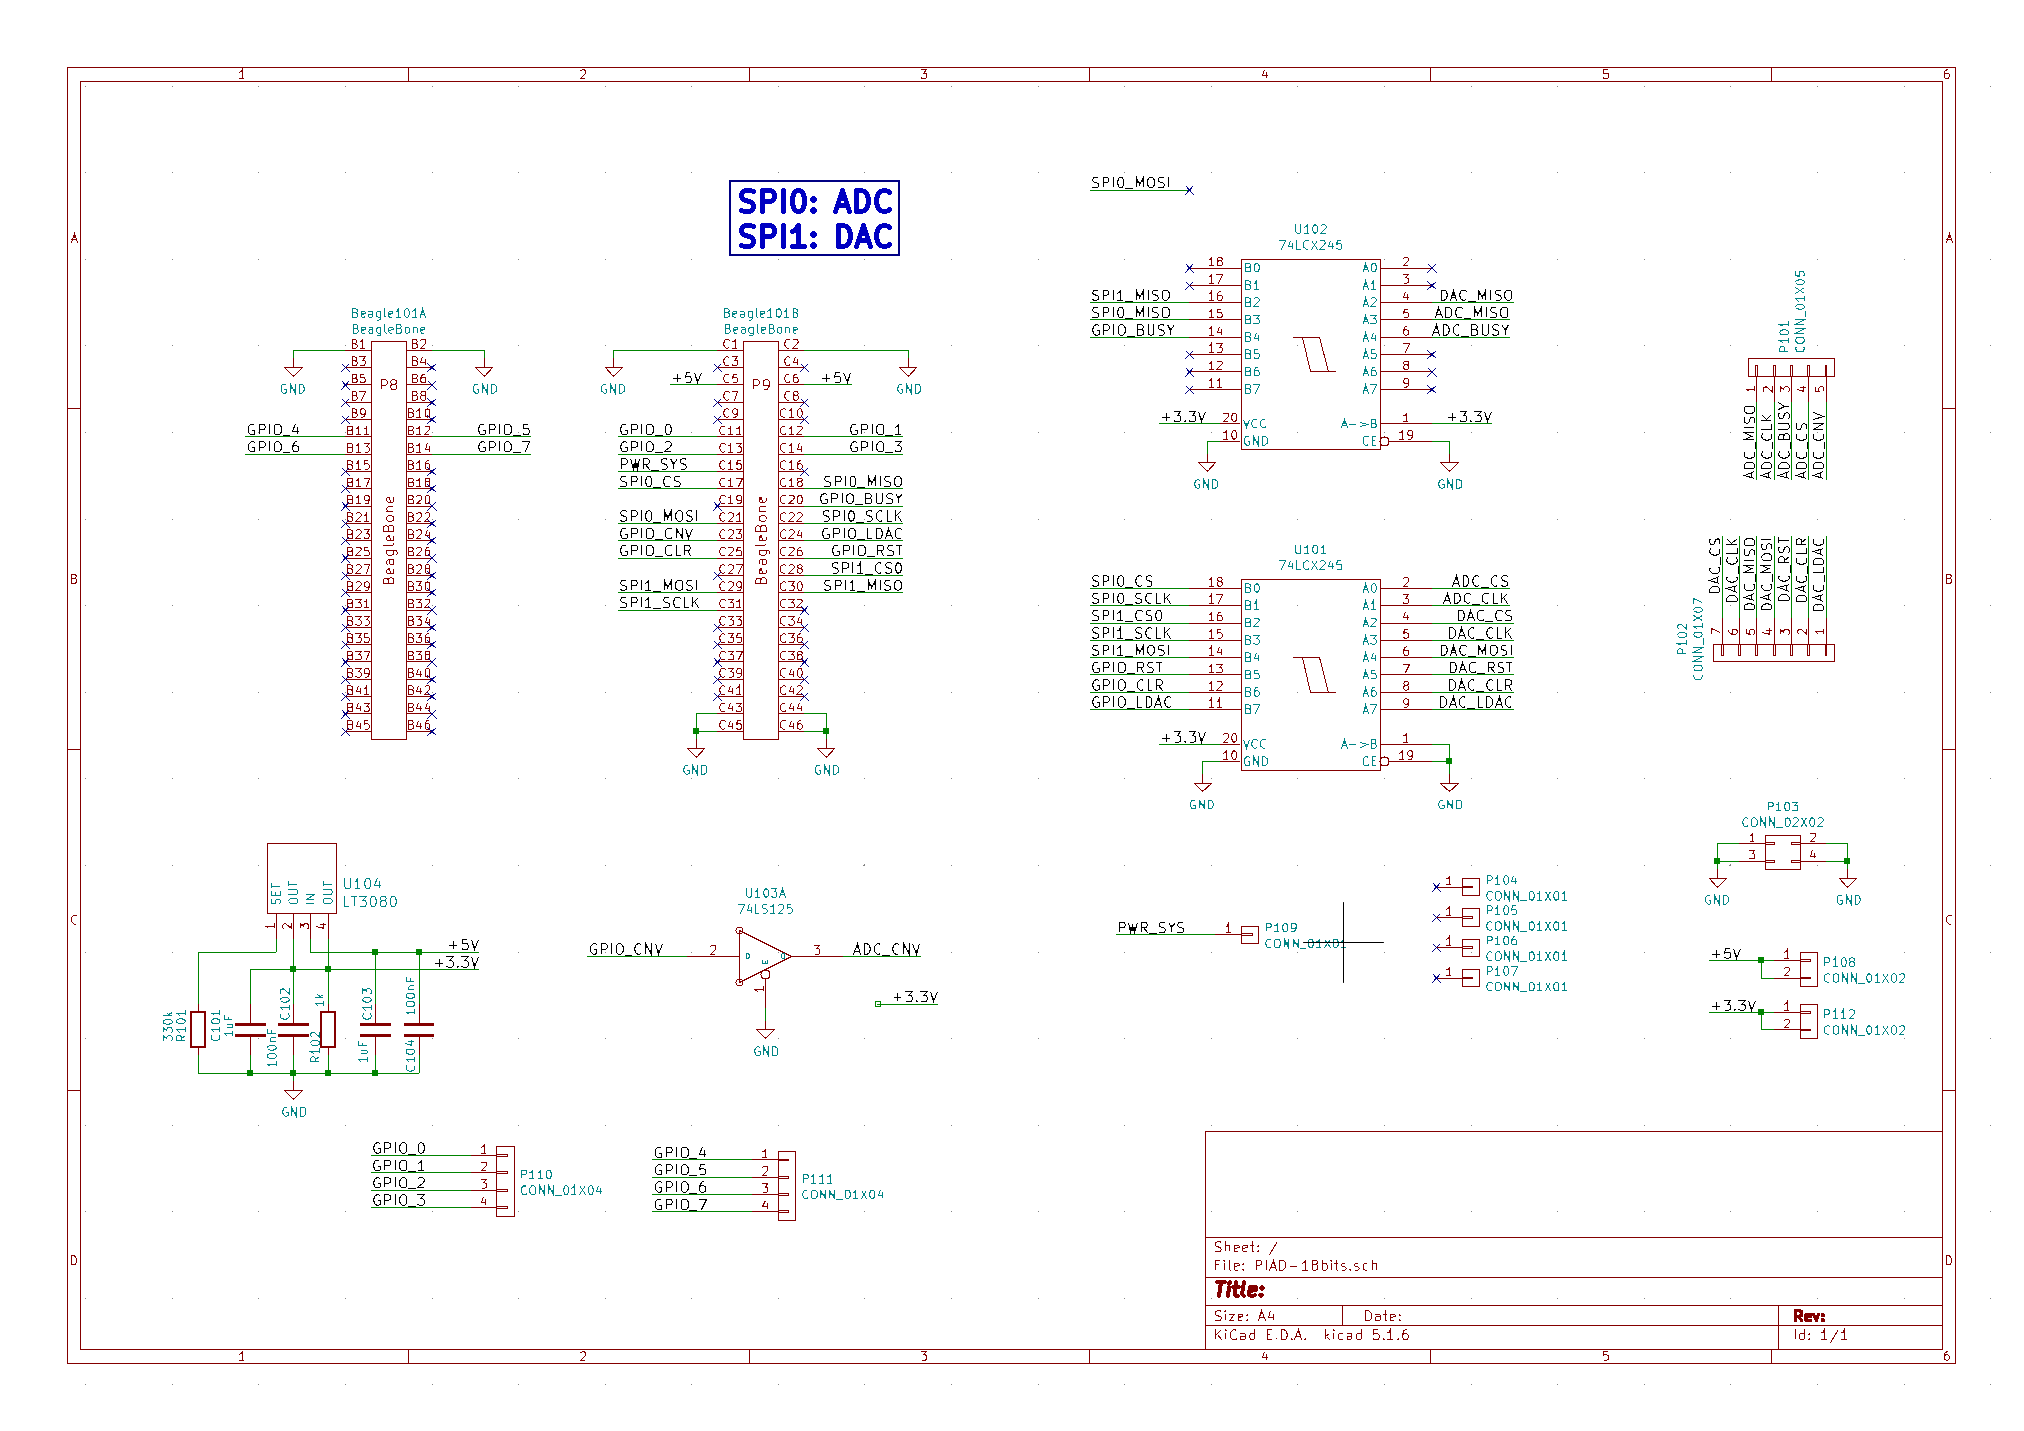 1 2 3 4 5 6
A
B
C
D
SPI0: ADC
SPI1: DAC
Beagle101A
BeagleBone
P8
BeagleBone
B1 B2
B3 B4
B5 B6
B7 B8
B9 B10
GPIO_4 B11 B12 GPIO_5
GPIO_6 B13 B14 GPIO_7
B15 B16
B17 B18
B19 B20
B21 B22
B23 B24
B25 B26
B27 B28
B29 B30
B31 B32
B33 B34
B35 B36
B37 B38
B39 B40
B41 B42
B43 B44
B45 B46
GND GND
Beagle101B
BeagleBone
P9
BeagleBone
C1 C2
C3 C4
+5V C5 C6 +5V
C7 C8
C9 C10
GPIO_0 C11 C12 GPIO_1
GPIO_2 C13 C14 GPIO_3
PWR_SYS C15 C16
SPI0_CS C17 C18 SPI0_MISO
C19 C20 GPIO_BUSY
SPI0_MOSI C21 C22 SPI0_SCLK
GPIO_CNV C23 C24 GPIO_LDAC
GPIO_CLR C25 C26 GPIO_RST
C27 C28 SPI1_CS0
SPI1_MOSI C29 C30 SPI1_MISO
SPI1_SCLK C31 C32
C33 C34
C35 C36
C37 C38
C39 C40
C41 C42
C43 C44
C45 C46
GND GND
GND GND
SPI0_MOSI
U102
74LCX245
18 B0 A0 2
17 B1 A1 3
SPI1_MISO 16 B2 A2 4 DAC_MISO
SPI0_MISO 15 B3 A3 5 ADC_MISO
GPIO_BUSY 14 B4 A4 6 ADC_BUSY
13 B5 A5 7
12 B6 A6 8
11 B7 A7 9
+3.3V 20 VCC A->B 1 +3.3V
10 GND CE 19
GND GND
U101
74LCX245
SPI0_CS 18 B0 A0 2 ADC_CS
SPI0_SCLK 17 B1 A1 3 ADC_CLK
SPI1_CS0 16 B2 A2 4 DAC_CS
SPI1_SCLK 15 B3 A3 5 DAC_CLK
SPI1_MOSI 14 B4 A4 6 DAC_MOSI
GPIO_RST 13 B5 A5 7 DAC_RST
GPIO_CLR 12 B6 A6 8 DAC_CLR
GPIO_LDAC 11 B7 A7 9 DAC_LDAC
+3.3V 20 VCC A->B 1
10 GND CE 19
GND GND
P101
CONN_01X05
1 2 3 4 5
ADC_MISO
ADC_CLK
ADC_BUSY
ADC_CS
ADC_CNV
DAC_CS
DAC_CLK
DAC_MISO
DAC_MOSI
DAC_RST
DAC_CLR
DAC_LDAC
7 6 5 4 3 2 1
P102
CONN_01X07
P103
CONN_02X02
1 2
3 4
GND GND
U104
LT3080
SET
OUT
IN
OUT
1 2 3 4
+5V
+3.3V
330k
R101
C101
1uF
C102
100nF
1k
R102
C103
1uF
100nF
C104
GND
U103A
74LS125
GPIO_CNV 2 D E O 3 ADC_CNV
1
+3.3V
GND
PWR_SYS 1 P109
CONN_01X01
1 P104
CONN_01X01
1 P105
CONN_01X01
1 P106
CONN_01X01
1 P107
CONN_01X01
+5V 1 P108
2 CONN_01X02
+3.3V 1 P112
2 CONN_01X02
GPIO_0 1
GPIO_1 2
GPIO_2 3
GPIO_3 4
P110
CONN_01X04
GPIO_4 1
GPIO_5 2
GPIO_6 3
GPIO_7 4
P111
CONN_01X04
Sheet: /
File: PIAD-18bits.sch
Title:
Size: A4 Date: Rev:
KiCad E.D.A. kicad 5.1.6 Id: 1/1
1 2 3 4 5 6
A
B
C
D